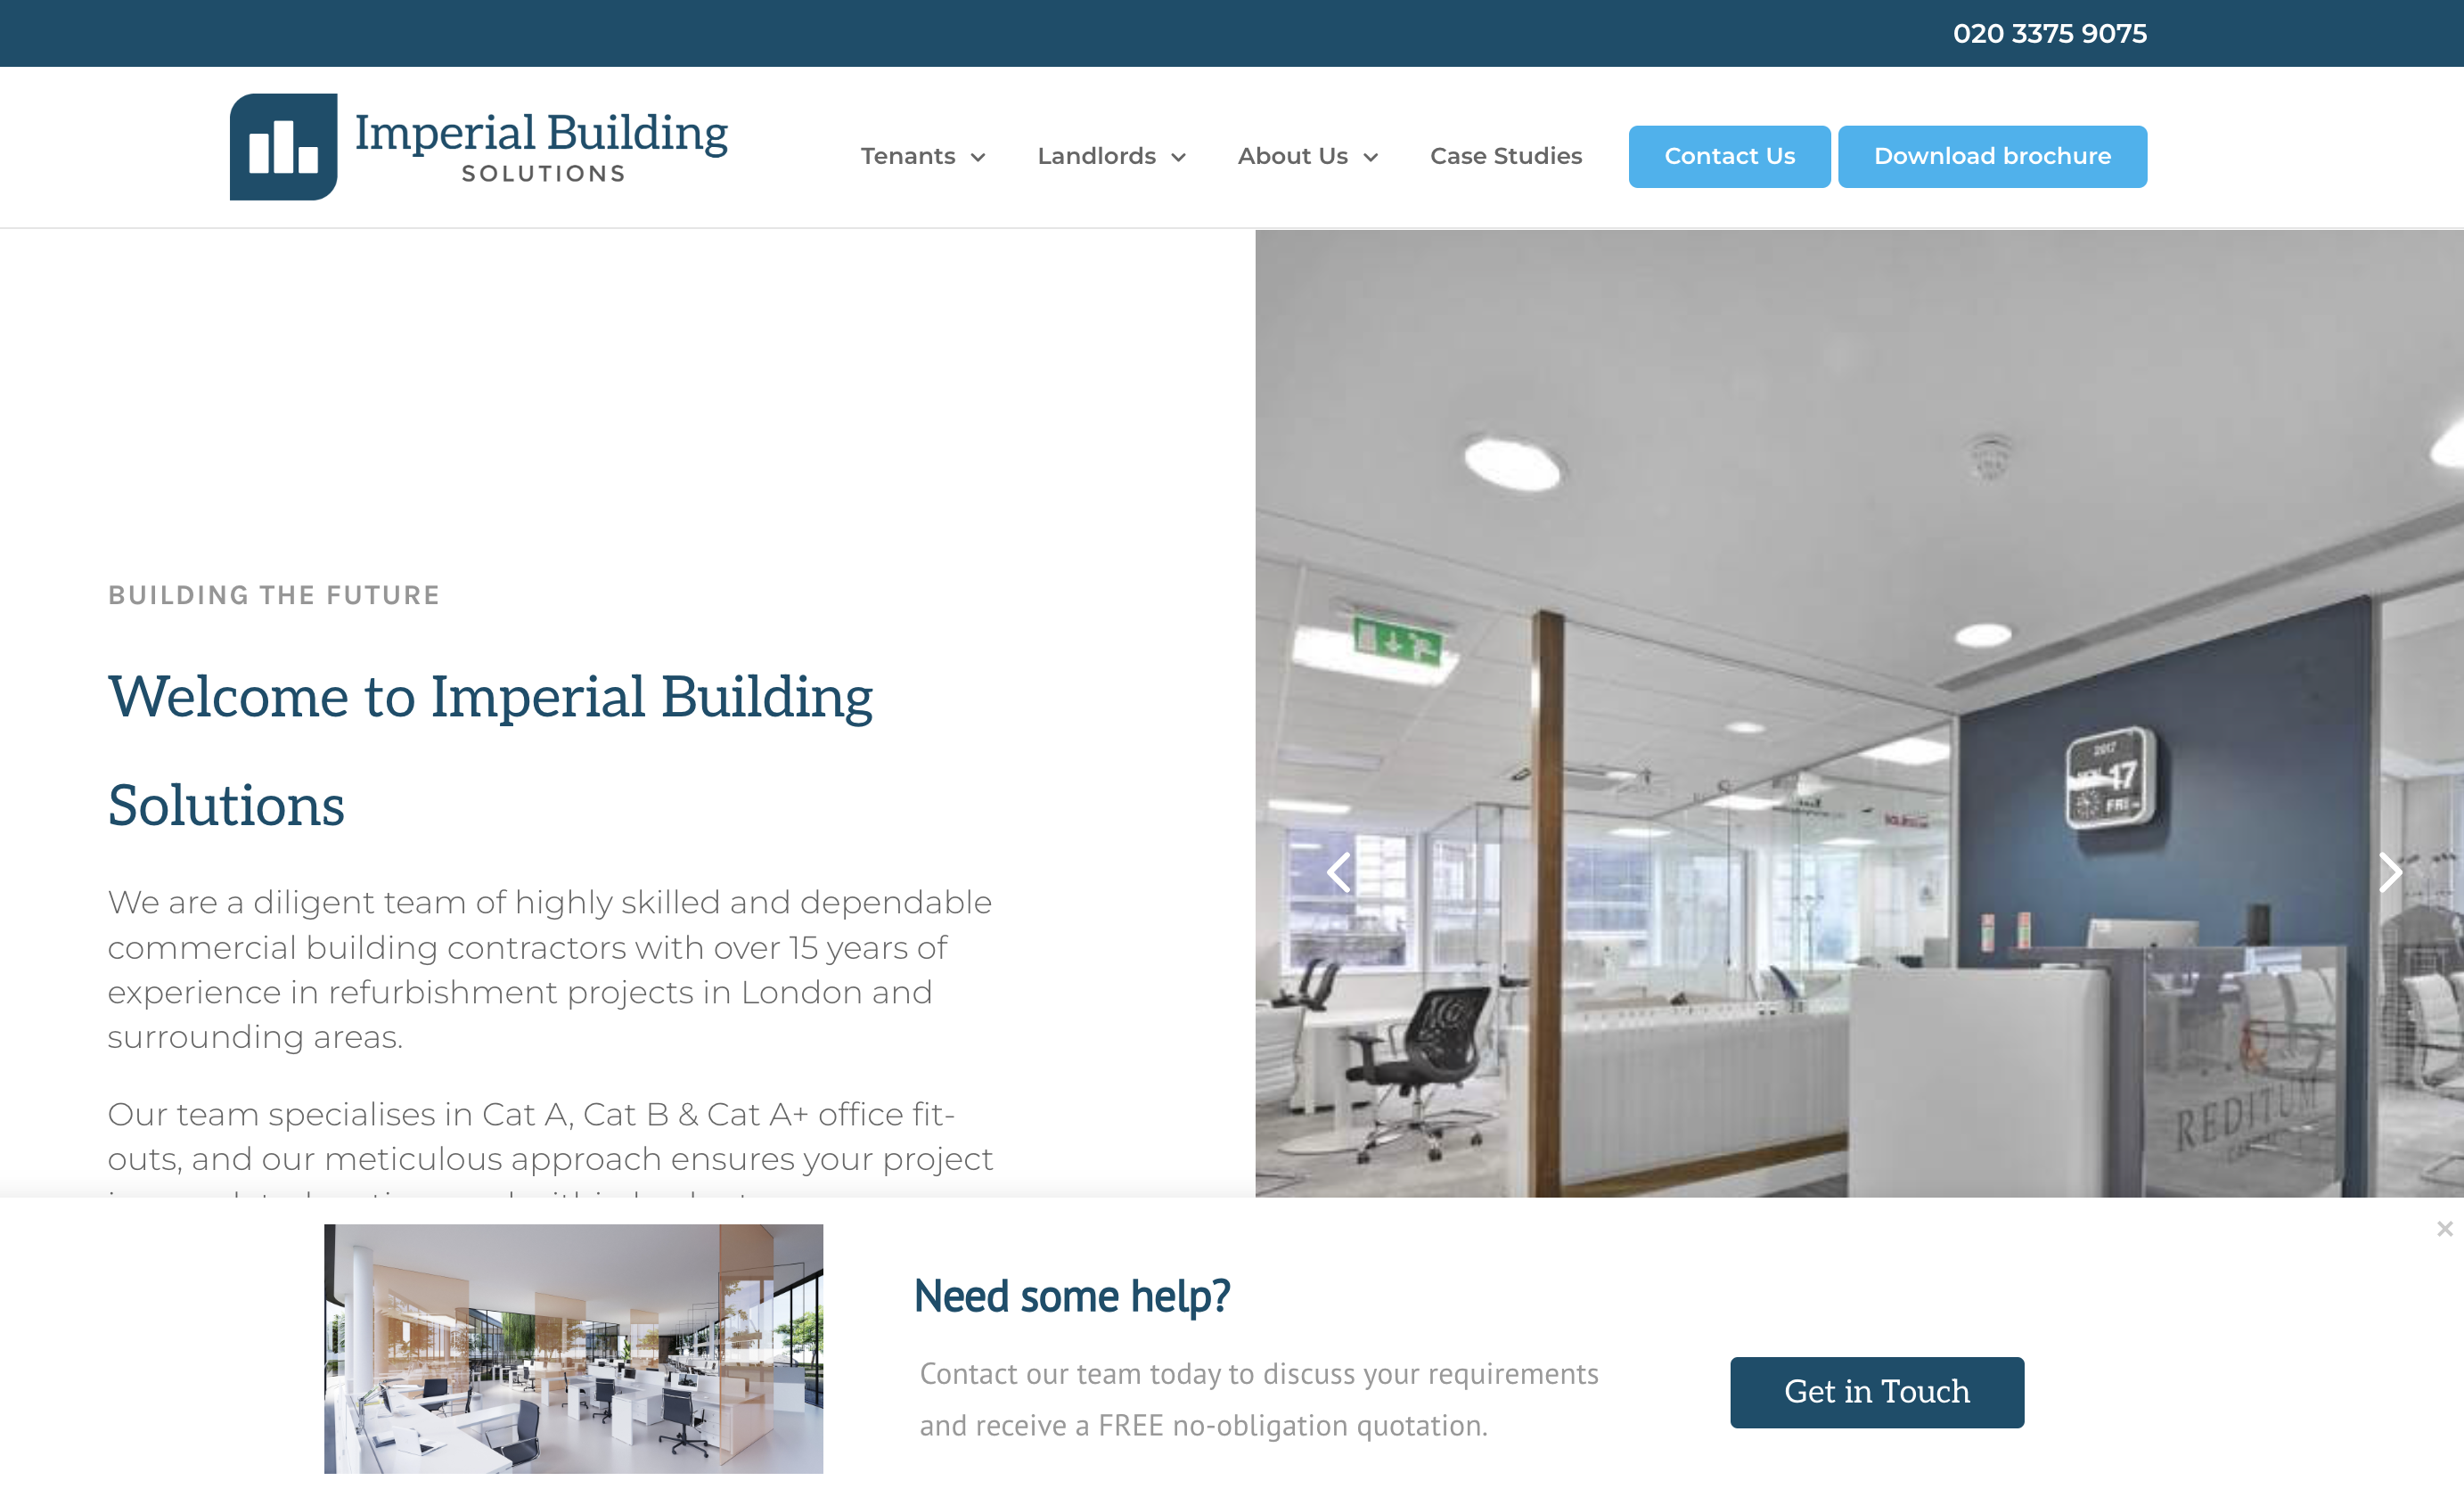 020 3375 9075
Imperial Building
SOLUTIONS
Tenants
Landlords
About Us
Case Studies
Contact Us
Download brochure
BUILDING THE FUTURE
Welcome to Imperial Building
Solutions
We are a diligent team of highly skilled and dependable
commercial building contractors with over 15 years of
experience in refurbishment projects in London and
surrounding areas.
Our team specialises in Cat A, Cat B & Cat A+ office fit-
outs, and our meticulous approach ensures your project
2017
17
FRI
REDITUM
Need some help?
Contact our team today to discuss your requirements
and receive a FREE no-obligation quotation.
Get in Touch